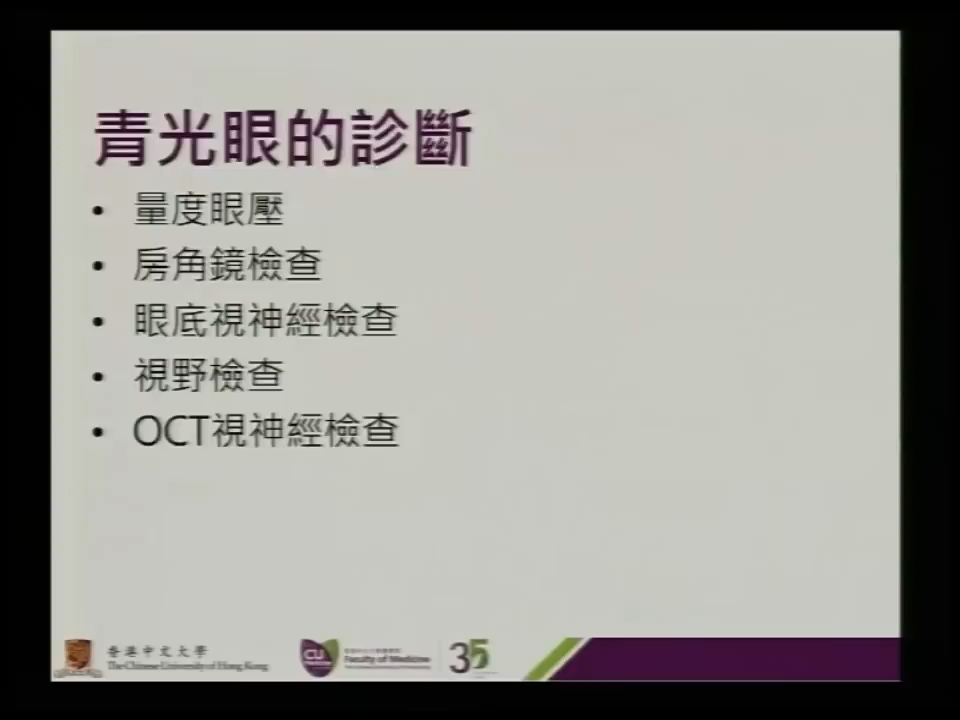 青光眼的診斷
• 量度眼壓
• 房角鏡檢查
• 眼底視神經檢查
• 視野檢查
• OCT視神經檢查
香港中文大學
The Chinese University of Hong Kong
CU
Medicine
Faculty of Medicine
35